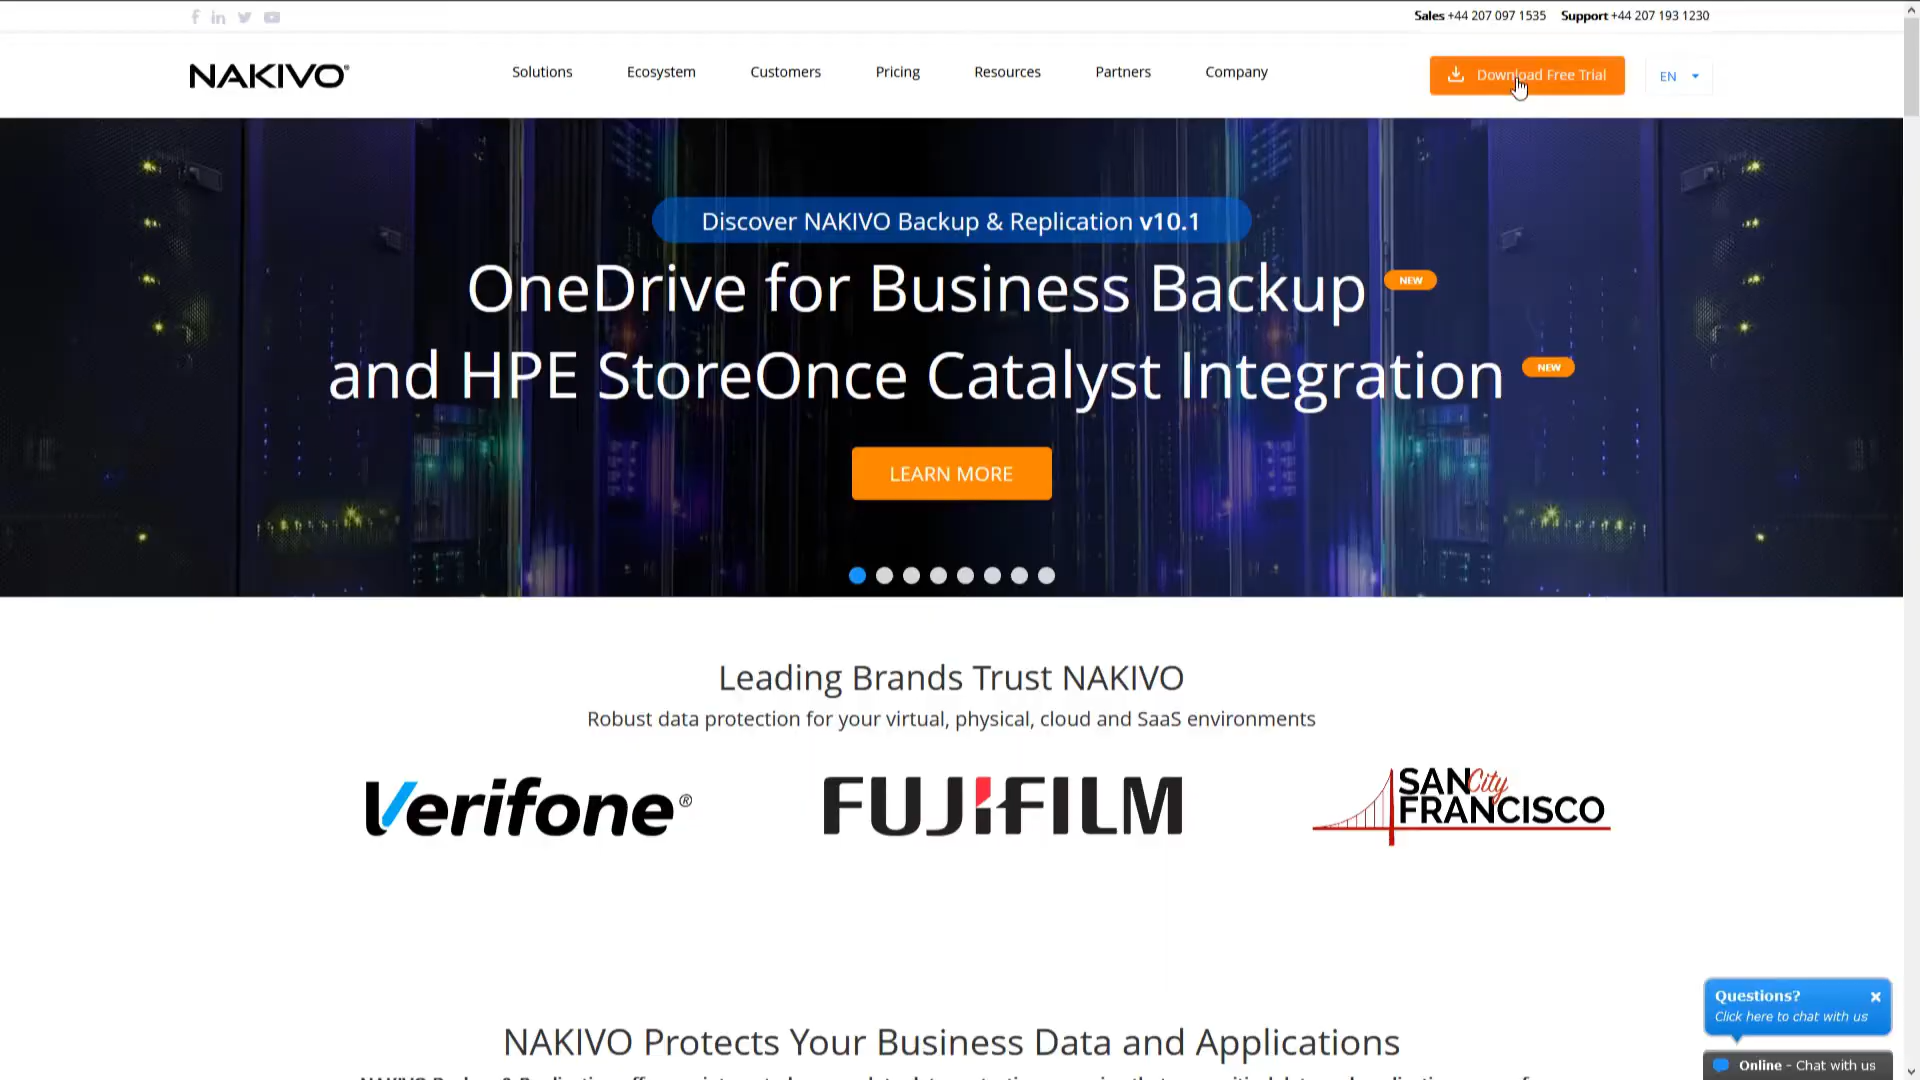 Sales +44 207 097 1535 Support +44 207 193 1230
NAKIVO®
Solutions Ecosystem Customers Pricing Resources Partners Company
Download Free Trial
EN
Discover NAKIVO Backup & Replication v10.1
OneDrive for Business Backup NEW
and HPE StoreOnce Catalyst Integration NEW
LEARN MORE
Leading Brands Trust NAKIVO
Robust data protection for your virtual, physical, cloud and SaaS environments
Verifone®
FUJIFILM
SAN City
FRANCISCO
NAKIVO Protects Your Business Data and Applications
Questions?
Click here to chat with us
Online - Chat with us